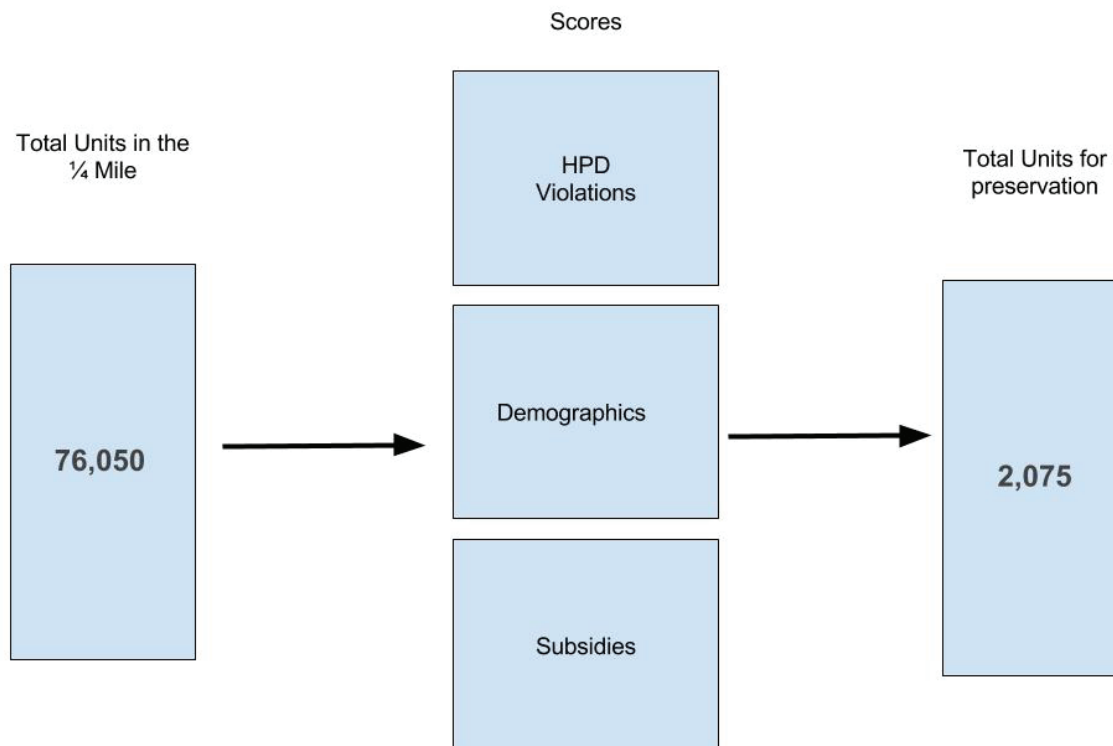 Scores
Total Units in the
¼ Mile
76,050
HPD
Violations
Demographics
Subsidies
Total Units for
preservation
2,075